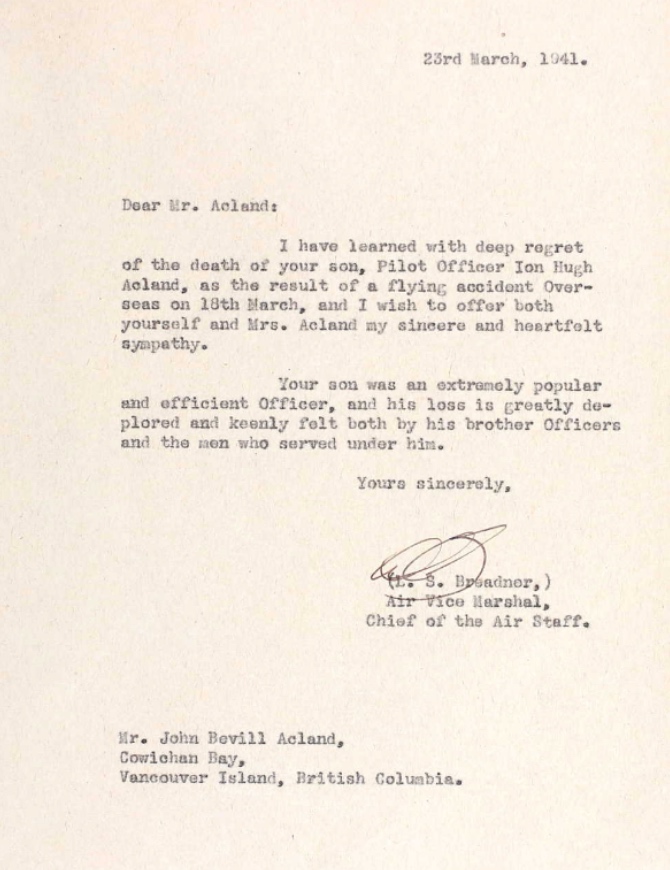 23rd March, 1941.
Dear Mr. Acland:
I have learned with deep regret
of the death of your son, Pilot Officer Ion Hugh
Acland, as the result of a flying accident Over-
seas on 18th March, and I wish to offer both
yourself and Mrs. Acland my sincere and heartfelt
sympathy.
Your son was an extremely popular
and efficient Officer, and his loss is greatly de-
plored and keenly felt both by his brother Officers
and the men who served under him.
Yours sincerely,
(L. S. Breadner,)
Air Vice Marshal,
Chief of the Air Staff.
Mr. John Bevill Acland,
Cowichan Bay,
Vancouver Island, British Columbia.